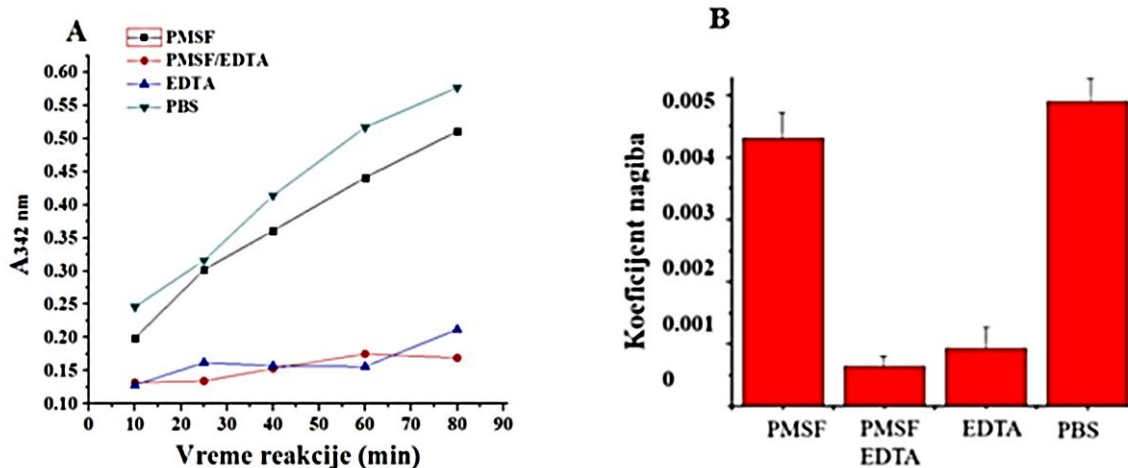 A
PMSF
PMSF/EDTA
EDTA
PBS
0.60
0.55
0.50
0.45
0.40
0.35
0.30
0.25
0.20
0.15
0.10
A342 nm
0 10 20 30 40 50 60 70 80 90
Vreme reakcije (min)
B
0.005
0.004
0.003
0.002
0.001
0
Koeficijent nagiba
PMSF PMSF EDTA PBS
EDTA